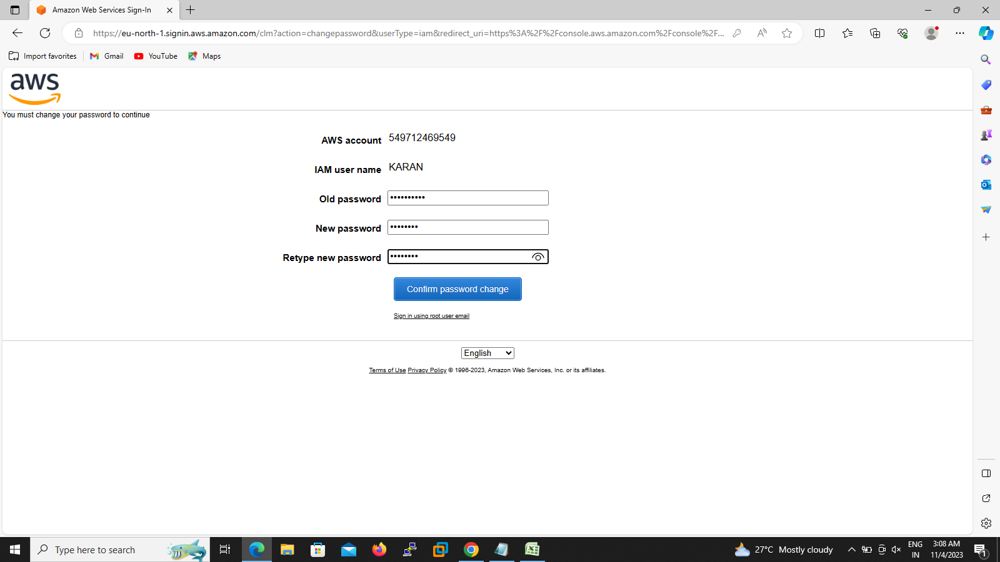 Amazon Web Services Sign-In
https://eu-north-1.signin.aws.amazon.com/clm?action=changepassword&userType=iam&redirect_uri=https%3A%2F%2Fconsole.aws.amazon.com%2Fconsole%2F...
Import favorites Gmail YouTube Maps
aws
You must change your password to continue
AWS account 549712469549
IAM user name KARAN
Old password ••••••••••
New password ••••••••
Retype new password ••••••••
Confirm password change
Sign in using root user email
English
Terms of Use Privacy Policy © 1996-2023, Amazon Web Services, Inc. or its affiliates.
Type here to search
27°C Mostly cloudy
ENG
IN
3:08 AM
11/4/2023
1